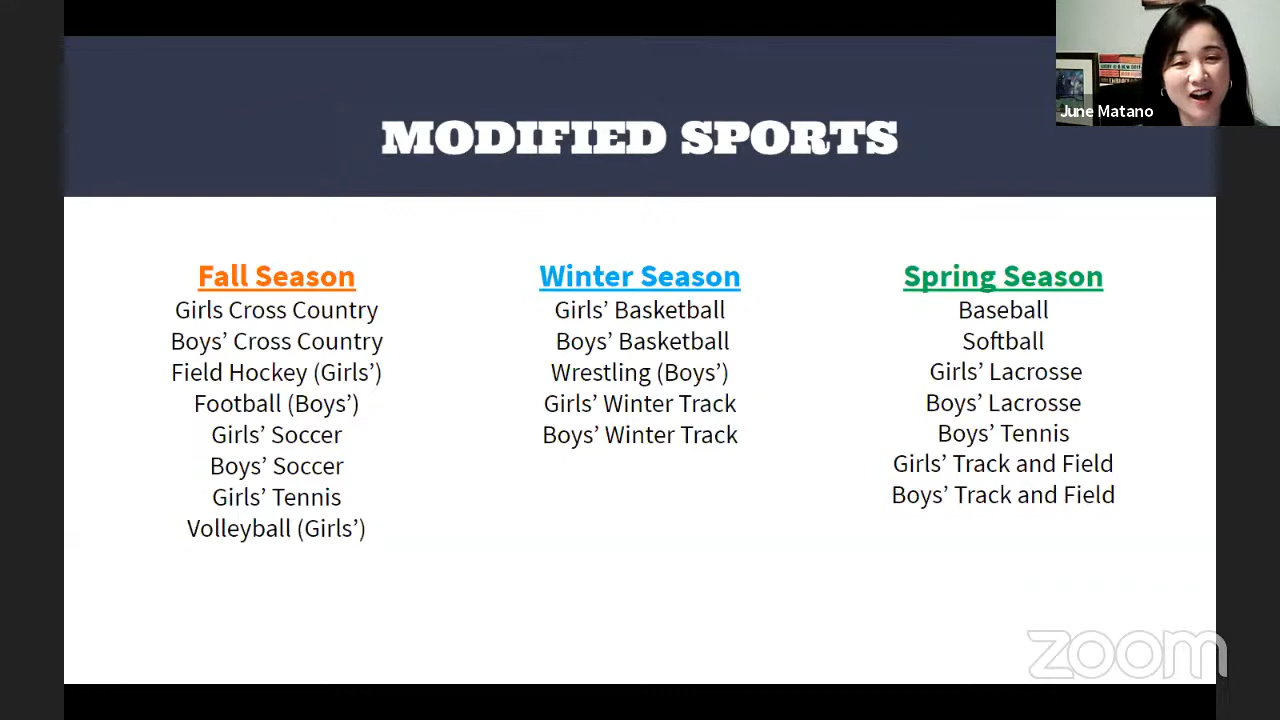 June Matano
MODIFIED SPORTS
Fall Season
Girls Cross Country
Boys’ Cross Country
Field Hockey (Girls’)
Football (Boys’)
Girls’ Soccer
Boys’ Soccer
Girls’ Tennis
Volleyball (Girls’)
Winter Season
Girls’ Basketball
Boys’ Basketball
Wrestling (Boys’)
Girls’ Winter Track
Boys’ Winter Track
Spring Season
Baseball
Softball
Girls’ Lacrosse
Boys’ Lacrosse
Boys’ Tennis
Girls’ Track and Field
Boys’ Track and Field
zoom